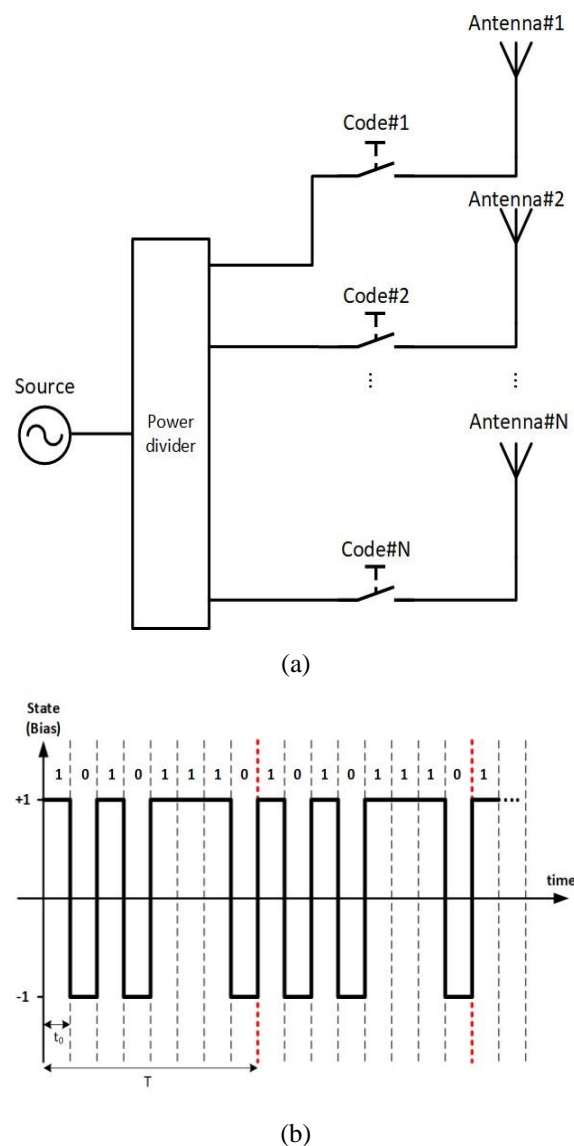 Antenna#1
Code#1
Antenna#2
Code#2
...
...
Source
Power
divider
Antenna#N
Code#N
(a)
State
(Bias)
1 0 1 0 1 1 1 0 1 0 1 0 1 1 1 0 1
+1
...
time
-1
t₀
T
(b)